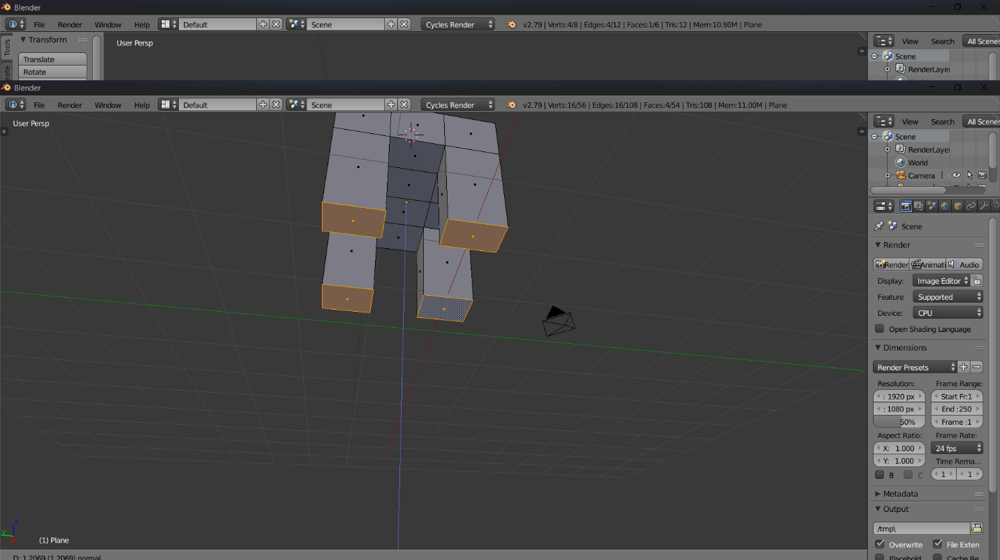 Blender
File Render Window Help Default Scene Cycles Render v2.79 | Verts:4/8 | Edges:4/12 | Faces:1/6 | Tris:12 | Mem:10.90M | Plane
Tools
Transform
User Persp
View Search All Scenes
Translate
Scene
Rotate
RenderLayer
Blender
File Render Window Help Default Scene Cycles Render v2.79 | Verts:16/56 | Edges:16/108 | Faces:4/54 | Tris:108 | Mem:11.00M | Plane
User Persp
View Search All Scenes
Scene
RenderLayer
World
Camera
Scene
Render
Render Animati Audio
Display: Image Editor
Feature Supported
Device: CPU
Open Shading Language
Dimensions
Render Presets
Resolution: Frame Range:
: 1920 px Start Fr:1
: 1080 px End :250
50% Frame :1
Aspect Ratio: Frame Rate:
X: 1.000 24 fps
Y: 1.000 Time Rema...
B C 1 1
Metadata
Output
/tmp\
z
y
(1) Plane
Overwrite File Exten
D: 1.2069 (1.2069) normal
Placehold Cache Re